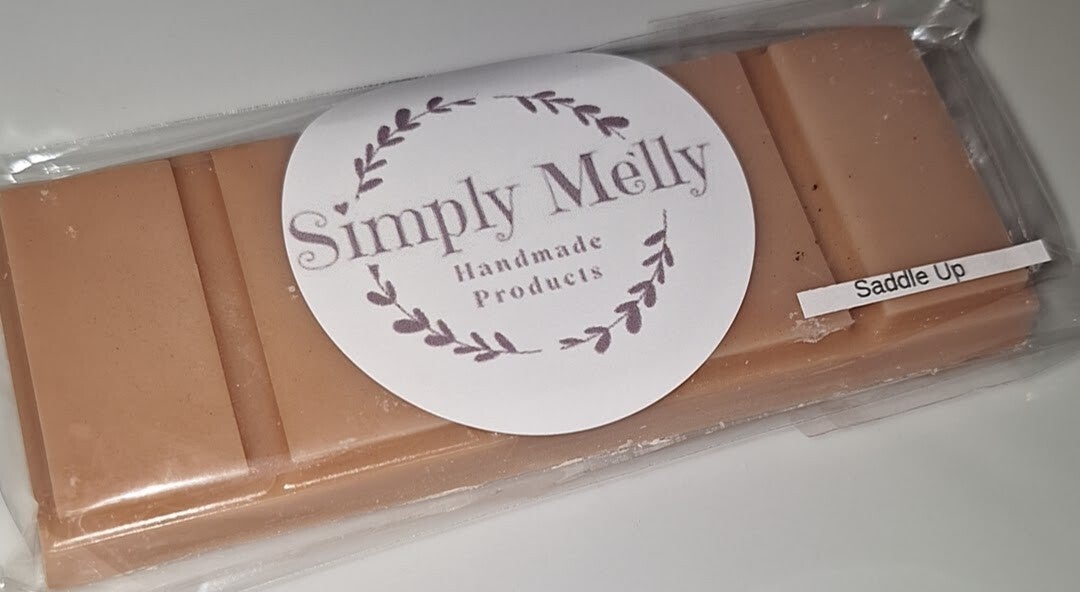 Simply Melly
Handmade
Products
Saddle Up